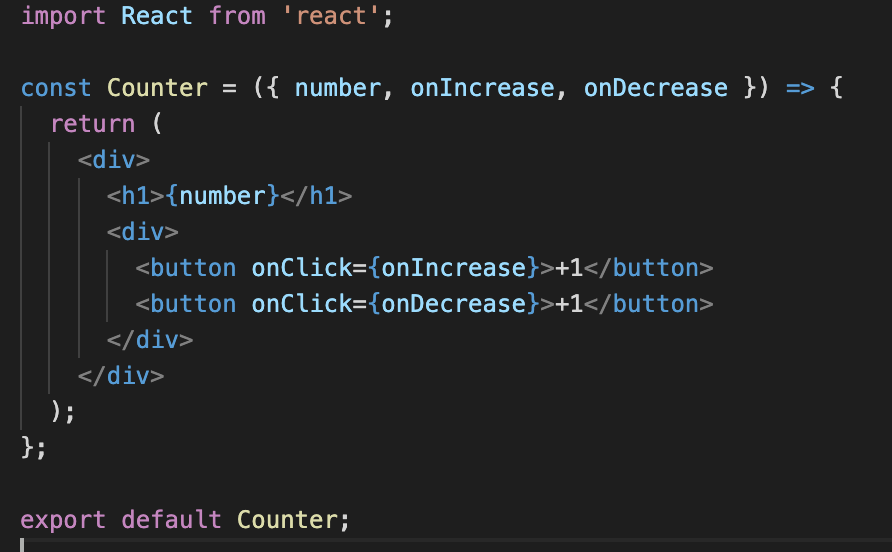 import React from 'react';
const Counter = ({ number, onIncrease, onDecrease }) => {
return (
<div>
<h1>{number}</h1>
<div>
<button onClick={onIncrease}>+1</button>
<button onClick={onDecrease}>+1</button>
</div>
</div>
);
};
export default Counter;